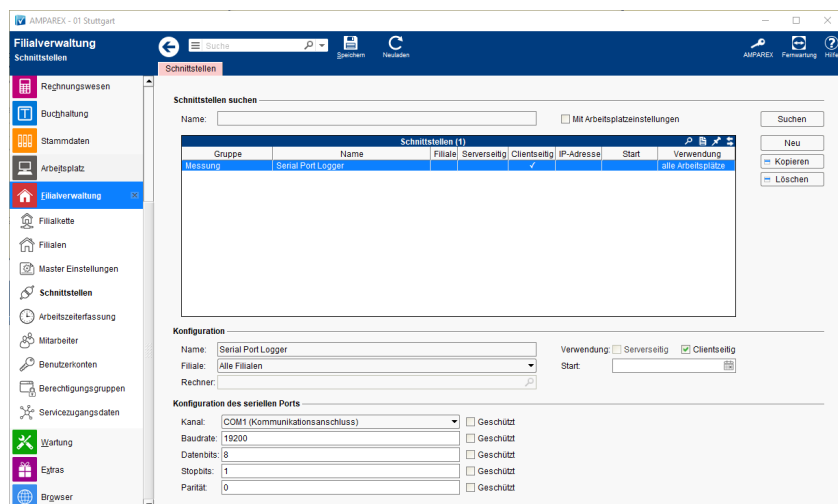 AMPAREX - 01 Stuttgart
Filialverwaltung
Schnittstellen
Suche
Speichern
Neuladen
AMPAREX
Fernwartung
Hilfe
Schnittstellen
Rechnungswesen
Buchhaltung
Stammdaten
Arbeitsplatz
Filialverwaltung
Filialkette
Filialen
Master Einstellungen
Schnittstellen
Arbeitszeiterfassung
Mitarbeiter
Benutzerkonten
Berechtigungsgruppen
Servicezugangsdaten
Wartung
Extras
Browser
Schnittstellen suchen
Name:
Mit Arbeitsplatzeinstellungen
Suchen
Schnittstellen (1)
Neu
Gruppe Name Filiale Serverseitig Clientseitig IP-Adresse Start Verwendung
Messung Serial Port Logger ✓ alle Arbeitsplätze
Kopieren
Löschen
Konfiguration
Name: Serial Port Logger Verwendung: Serverseitig Clientseitig
Filiale: Alle Filialen Start:
Rechner:
Konfiguration des seriellen Ports
Kanal: COM1 (Kommunikationsanschluss) Geschützt
Baudrate: 19200 Geschützt
Datenbits: 8 Geschützt
Stopbits: 1 Geschützt
Parität: 0 Geschützt